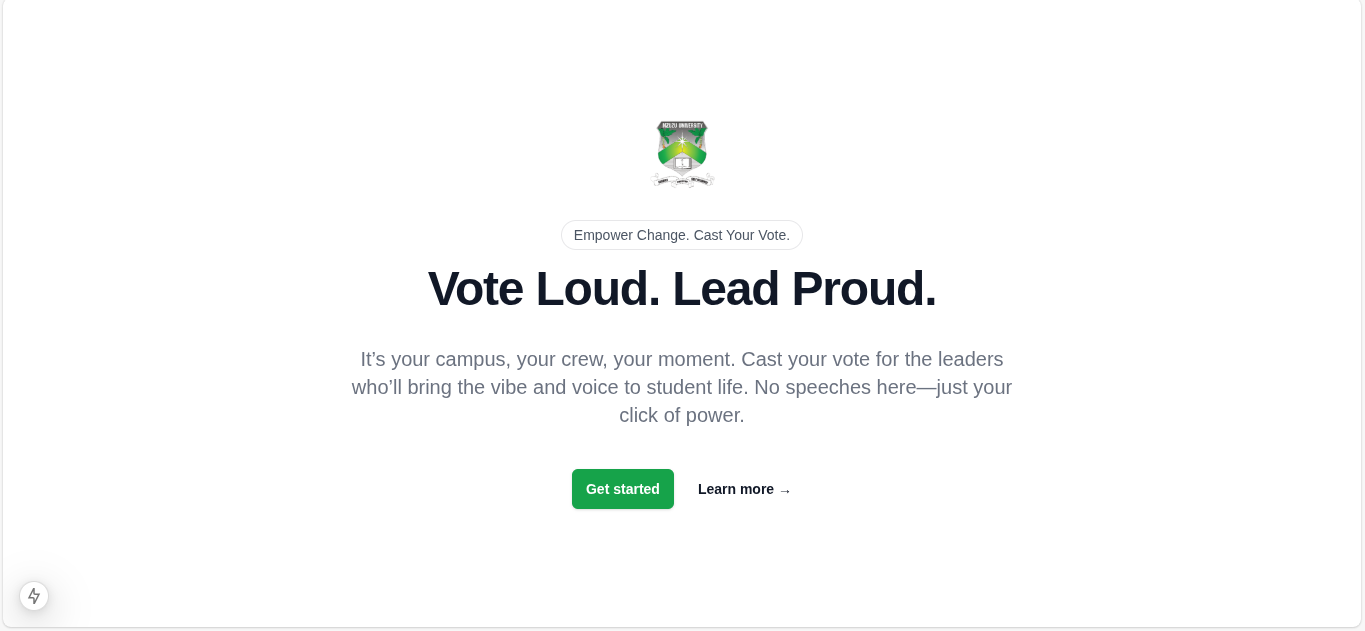 MZUZU UNIVERSITY
Empower Change. Cast Your Vote.
Vote Loud. Lead Proud.
It’s your campus, your crew, your moment. Cast your vote for the leaders
who’ll bring the vibe and voice to student life. No speeches here—just your
click of power.
Get started
Learn more →